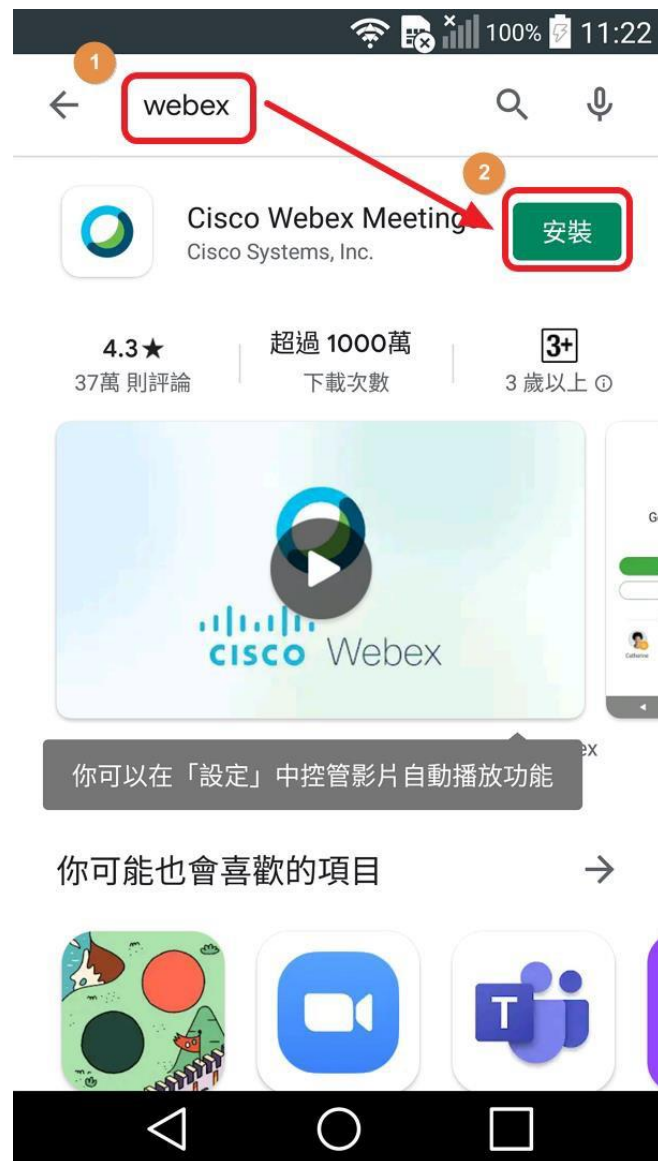 100% 11:22
1
webex
2
Cisco Webex Meeting
安裝
Cisco Systems, Inc.
4.3★
超過 1000萬
3+
37萬 則評論
下載次數
3 歲以上
CISCO Webex
你可以在「設定」中控管影片自動播放功能
你可能也會喜歡的項目
T